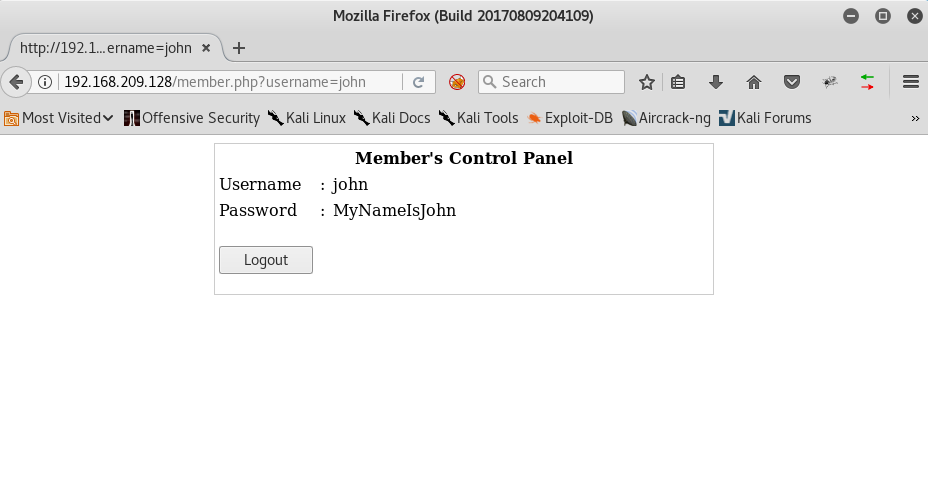 Mozilla Firefox (Build 20170809204109)
http://192.1...ername=john
192.168.209.128/member.php?username=john
Search
Most Visited Offensive Security Kali Linux Kali Docs Kali Tools Exploit-DB Aircrack-ng Kali Forums »
Member's Control Panel
Username : john
Password : MyNameIsJohn
Logout